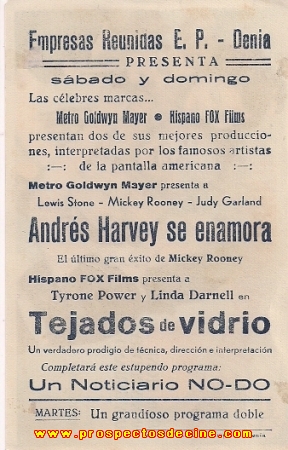 Empresas Reunidas E. P. - Denia
PRESENTA
sábado y domingo
Las célebres marcas...
Metro Goldwyn Mayer • Hispano FOX Films
presentan dos de sus mejores produccio-
nes, interpretadas por los famosos artistas
:—: de la pantalla americana :—:
Metro Goldwyn Mayer presenta a
Lewis Stone - Mickey Rooney - Judy Garland
Andrés Harvey se enamora
El último gran éxito de Mickey Rooney
Hispano FOX Films presenta a
Tyrone Power y Linda Darnell en
Tejados de vidrio
Un verdadero prodigio de técnica, dirección e interpretación
Completará este estupendo programa:
Un Noticiario NO-DO
MARTES: Un grandioso programa doble
www.prospectosdecine.com